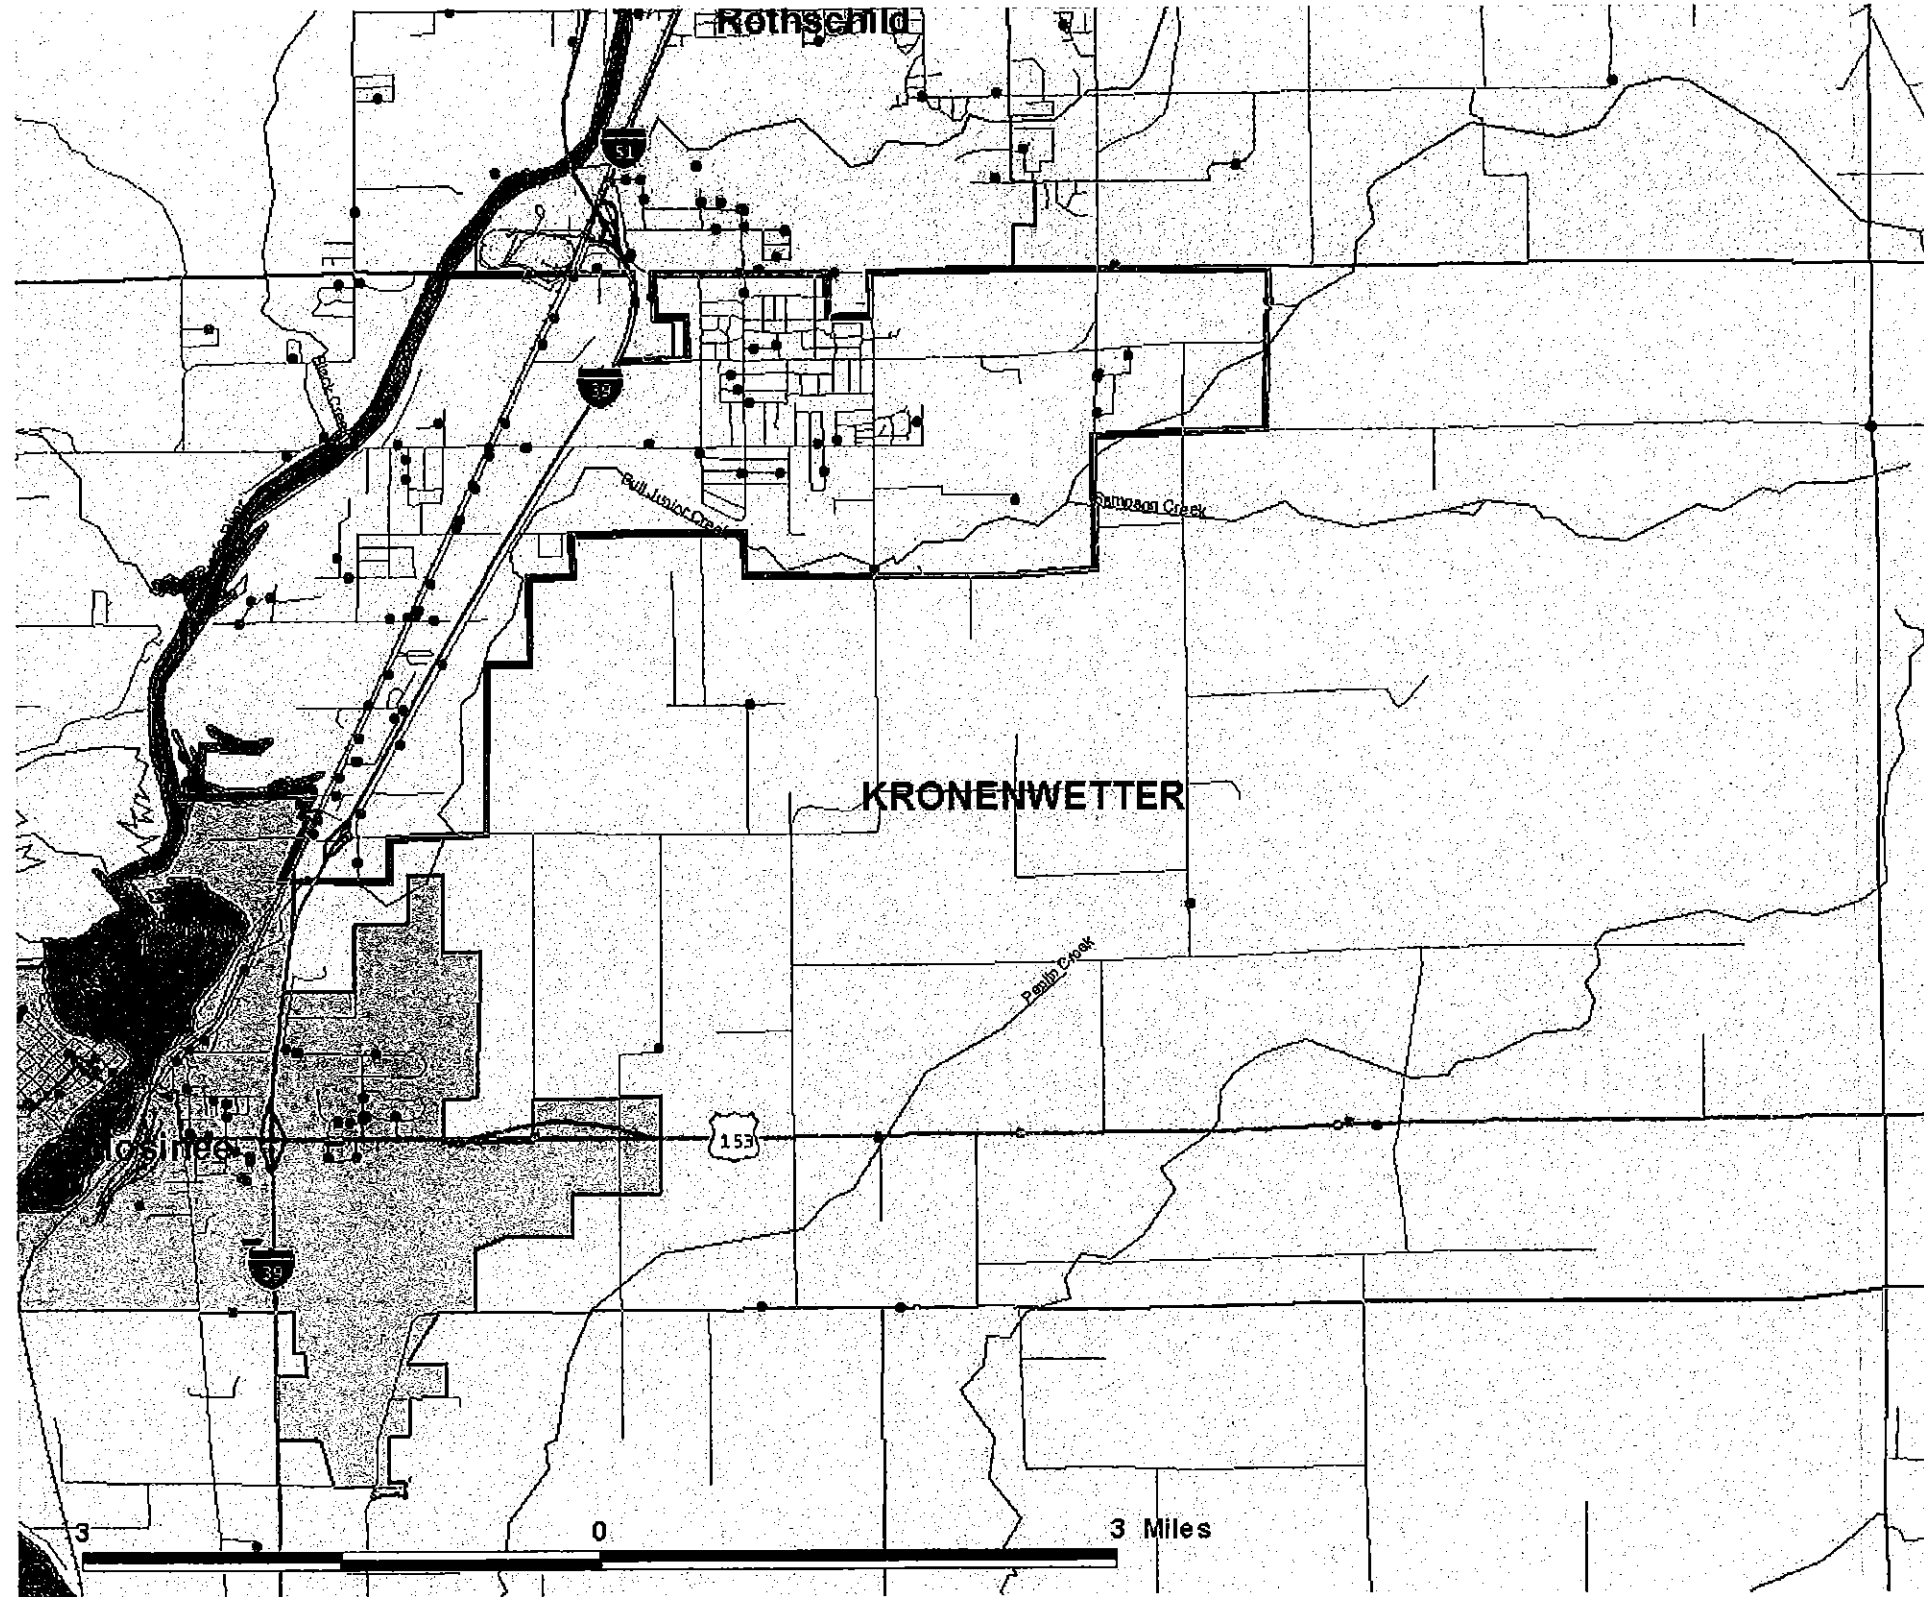 Rothschild
51
39
Bull Junior Creek
Sampson Creek
KRONENWETTER
Peplin Creek
153
39
3 0 3 Miles